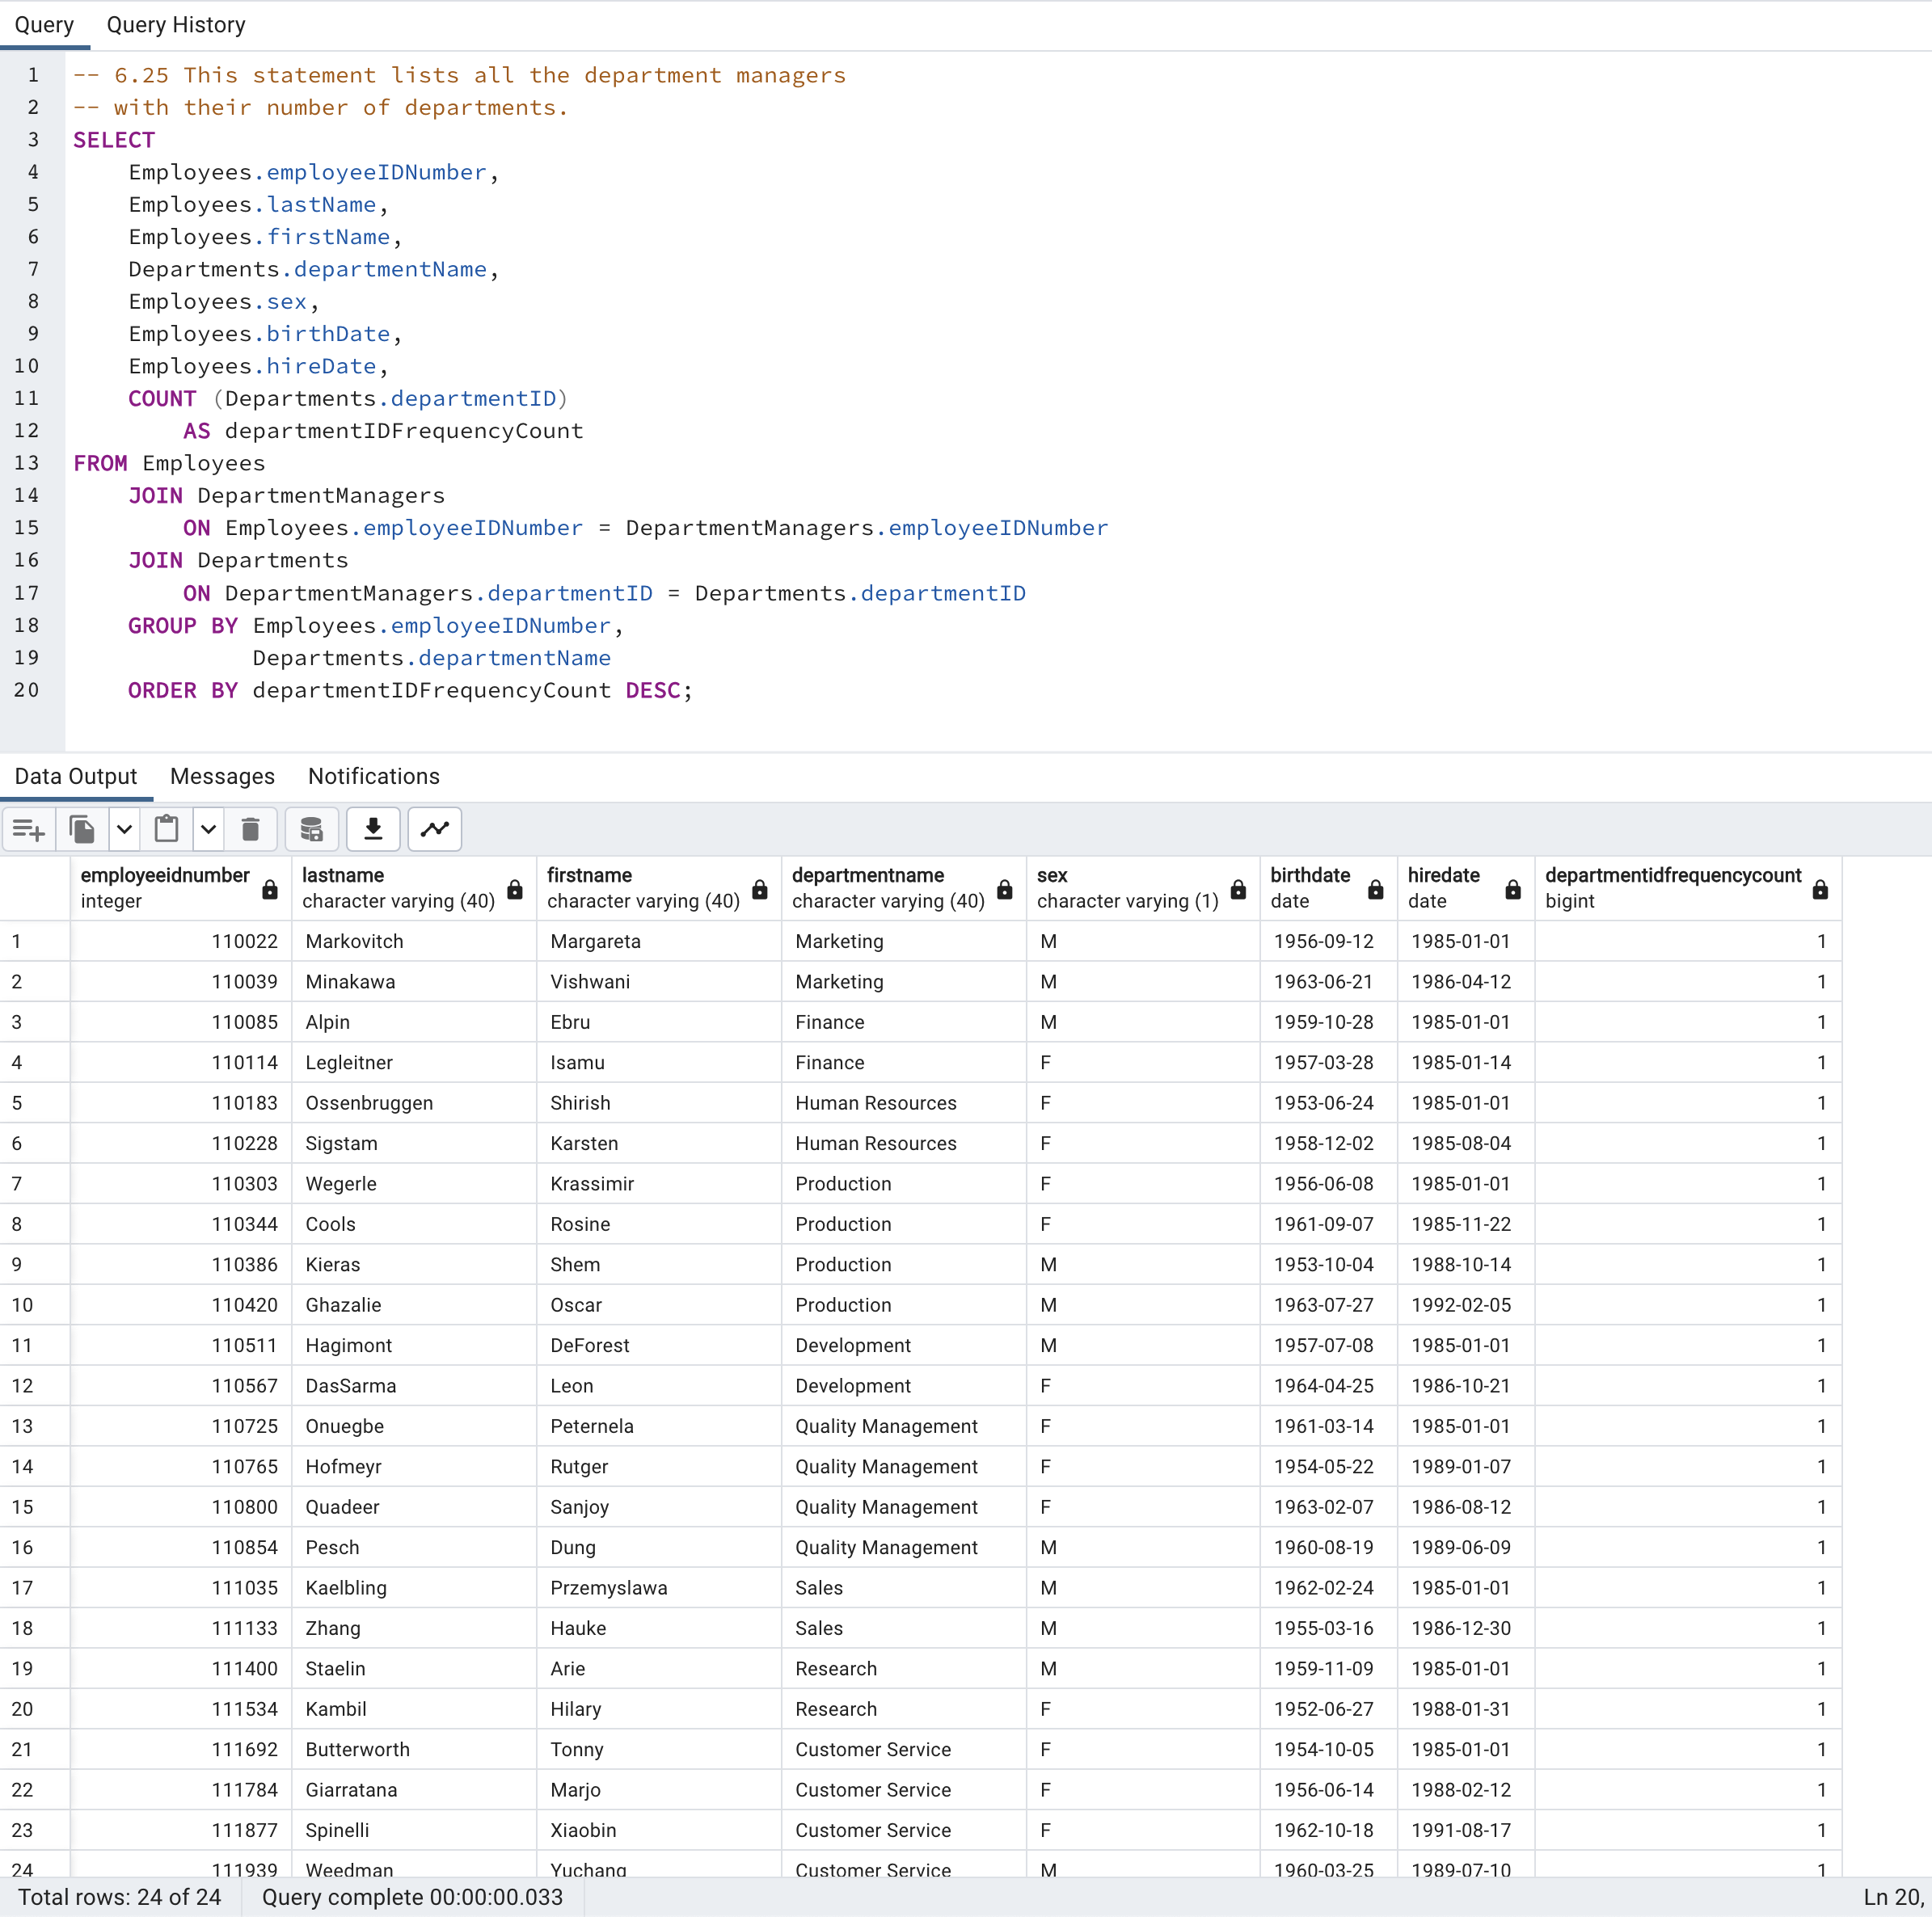 Query Query History
1 -- 6.25 This statement lists all the department managers
2 -- with their number of departments.
3 SELECT
4 Employees.employeeIDNumber,
5 Employees.lastName,
6 Employees.firstName,
7 Departments.departmentName,
8 Employees.sex,
9 Employees.birthDate,
10 Employees.hireDate,
11 COUNT (Departments.departmentID)
12 AS departmentIDFrequencyCount
13 FROM Employees
14 JOIN DepartmentManagers
15 ON Employees.employeeIDNumber = DepartmentManagers.employeeIDNumber
16 JOIN Departments
17 ON DepartmentManagers.departmentID = Departments.departmentID
18 GROUP BY Employees.employeeIDNumber,
19 Departments.departmentName
20 ORDER BY departmentIDFrequencyCount DESC;
Data Output Messages Notifications
employeeidnumber lastname firstname departmentname sex birthdate hiredate departmentidfrequencycount
integer character varying (40) character varying (40) character varying (40) character varying (1) date date bigint
1 110022 Markovitch Margareta Marketing M 1956-09-12 1985-01-01 1
2 110039 Minakawa Vishwani Marketing M 1963-06-21 1986-04-12 1
3 110085 Alpin Ebru Finance M 1959-10-28 1985-01-01 1
4 110114 Legleitner Isamu Finance F 1957-03-28 1985-01-14 1
5 110183 Ossenbruggen Shirish Human Resources F 1953-06-24 1985-01-01 1
6 110228 Sigstam Karsten Human Resources F 1958-12-02 1985-08-04 1
7 110303 Wegerle Krassimir Production F 1956-06-08 1985-01-01 1
8 110344 Cools Rosine Production F 1961-09-07 1985-11-22 1
9 110386 Kieras Shem Production M 1953-10-04 1988-10-14 1
10 110420 Ghazalie Oscar Production M 1963-07-27 1992-02-05 1
11 110511 Hagimont DeForest Development M 1957-07-08 1985-01-01 1
12 110567 DasSarma Leon Development F 1964-04-25 1986-10-21 1
13 110725 Onuegbe Peternela Quality Management F 1961-03-14 1985-01-01 1
14 110765 Hofmeyr Rutger Quality Management F 1954-05-22 1989-01-07 1
15 110800 Quadeer Sanjoy Quality Management F 1963-02-07 1986-08-12 1
16 110854 Pesch Dung Quality Management M 1960-08-19 1989-06-09 1
17 111035 Kaelbling Przemyslawa Sales M 1962-02-24 1985-01-01 1
18 111133 Zhang Hauke Sales M 1955-03-16 1986-12-30 1
19 111400 Staelin Arie Research M 1959-11-09 1985-01-01 1
20 111534 Kambil Hilary Research F 1952-06-27 1988-01-31 1
21 111692 Butterworth Tonny Customer Service F 1954-10-05 1985-01-01 1
22 111784 Giarratana Marjo Customer Service F 1956-06-14 1988-02-12 1
23 111877 Spinelli Xiaobin Customer Service F 1962-10-18 1991-08-17 1
24 111939 Weedman Yuchang Customer Service M 1960-03-25 1989-07-10 1
Total rows: 24 of 24 Query complete 00:00:00.033 Ln 20,